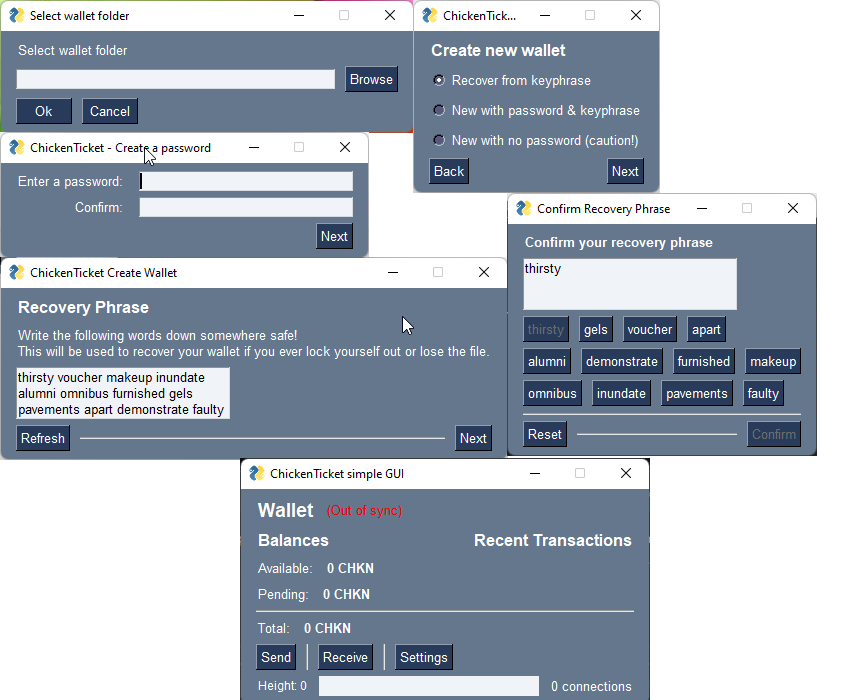 Select wallet folder
Select wallet folder
Browse
Ok Cancel
ChickenTick...
Create new wallet
Recover from keyphrase
New with password & keyphrase
New with no password (caution!)
Back Next
ChickenTicket - Create a password
Enter a password:
Confirm:
Next
Confirm Recovery Phrase
Confirm your recovery phrase
thirsty
thirsty gels voucher apart
alumni demonstrate furnished makeup
omnibus inundate pavements faulty
Reset Confirm
ChickenTicket Create Wallet
Recovery Phrase
Write the following words down somewhere safe!
This will be used to recover your wallet if you ever lock yourself out or lose the file.
thirsty voucher makeup inundate
alumni omnibus furnished gels
pavements apart demonstrate faulty
Refresh Next
ChickenTicket simple GUI
Wallet (Out of sync)
Balances Recent Transactions
Available: 0 CHKN
Pending: 0 CHKN
Total: 0 CHKN
Send Receive Settings
Height: 0 0 connections